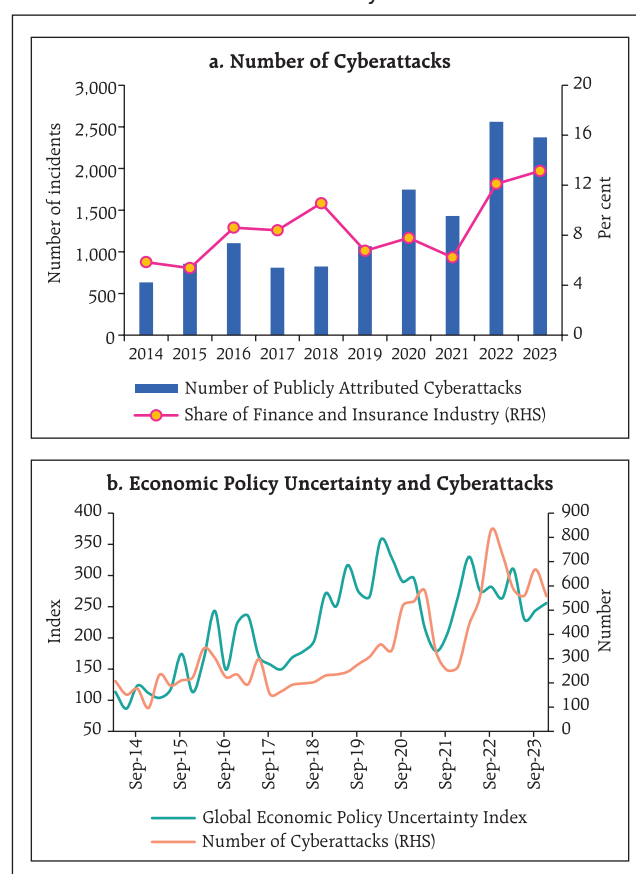 a. Number of Cyberattacks
3,000
2,500
2,000
1,500
1,000
500
0
Number of incidents
20
16
12
8
4
0
Per cent
2014 2015 2016 2017 2018 2019 2020 2021 2022 2023
Number of Publicly Attributed Cyberattacks
Share of Finance and Insurance Industry (RHS)
b. Economic Policy Uncertainty and Cyberattacks
400
350
300
250
200
150
100
50
Index
900
800
700
600
500
400
300
200
100
0
Number
Sep-14 Sep-15 Sep-16 Sep-17 Sep-18 Sep-19 Sep-20 Sep-21 Sep-22 Sep-23
Global Economic Policy Uncertainty Index
Number of Cyberattacks (RHS)